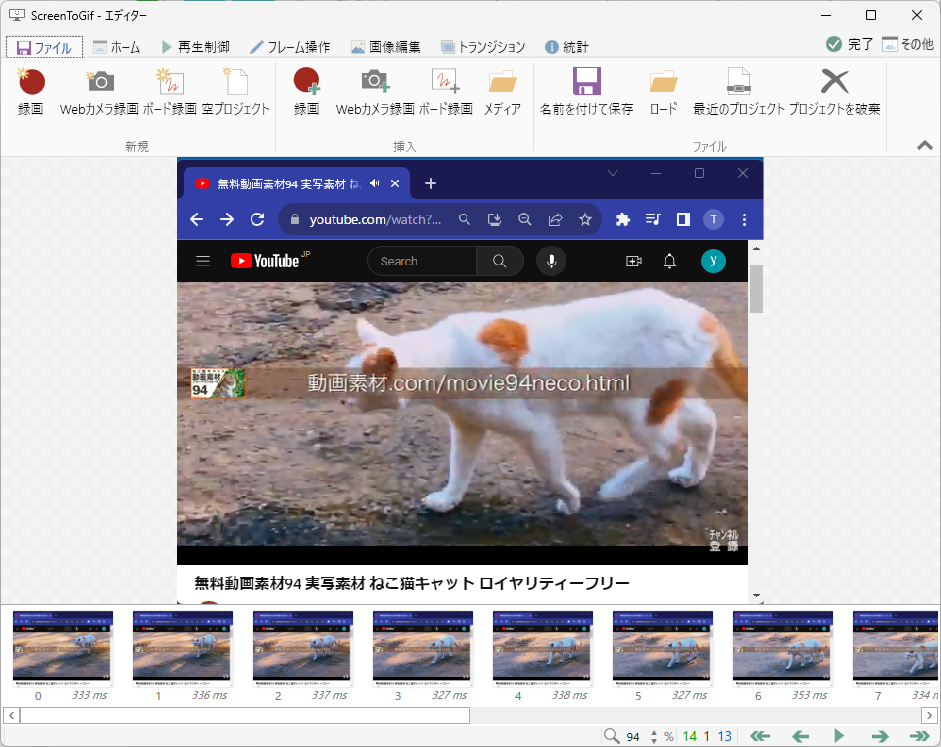 ScreenToGif - エディター
ファイル ホーム 再生制御 フレーム操作 画像編集 トランジション 統計 完了 その他
録画 Webカメラ録画 ボード録画 空プロジェクト 録画 Webカメラ録画 ボード録画 メディア 名前を付けて保存 ロード 最近のプロジェクト プロジェクトを破棄
新規 挿入 ファイル
無料動画素材94 実写素材 ね
youtube.com/watch?... T
YouTube JP Search y
ねこ猫キャット
動画素材
94
動画素材.com/movie94neco.html
チャンネル
登録
無料動画素材94 実写素材 ねこ猫キャット ロイヤリティーフリー
0 333 ms 1 336 ms 2 337 ms 3 327 ms 4 338 ms 5 327 ms 6 353 ms 7 334 m
94 % 14 1 13